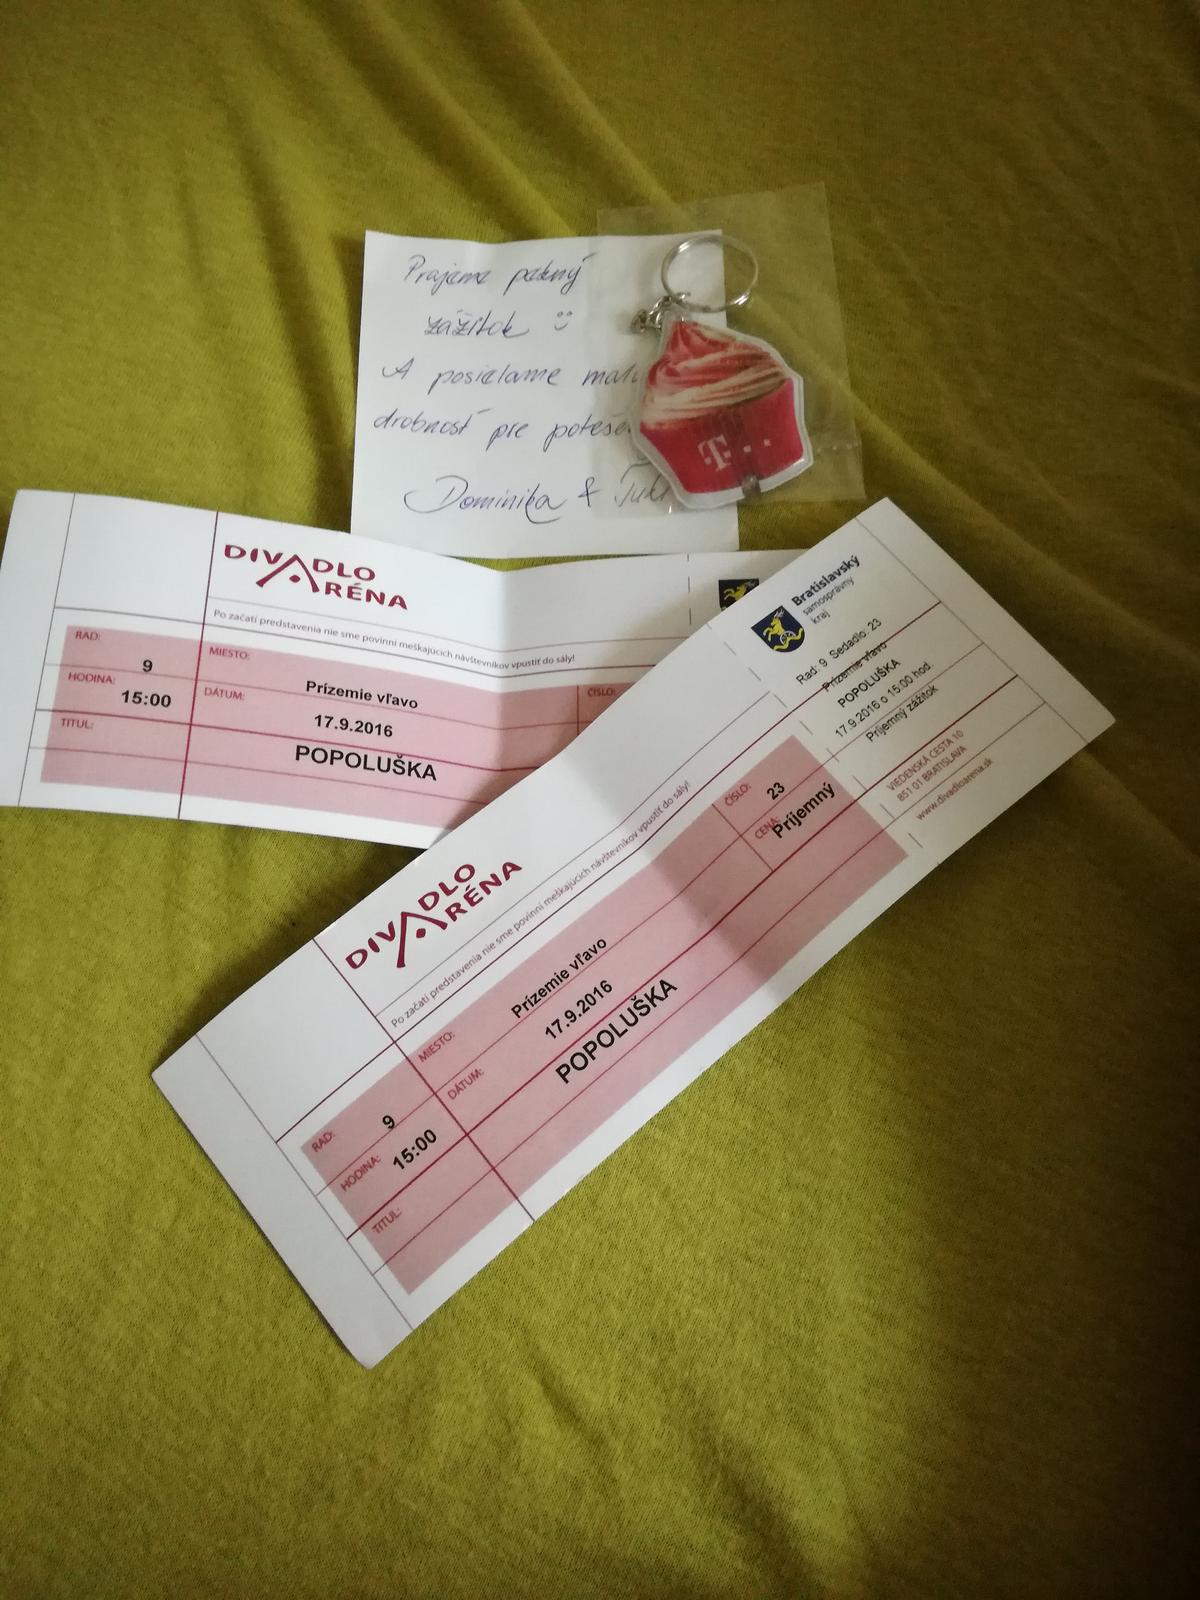 Prajeme pekný
zážitok
A posielame malú
drobnosť pre poteše
Dominika &
T
DIVADLO
ARÉNA
Po začatí predstavenia nie sme povinní meškajúcich návštevníkov vpustiť do sály!
RAD:
9
MIESTO:
Prízemie vľavo
ČÍSLO:
HODINA:
15:00
DÁTUM:
17.9.2016
TITUL:
POPOLUŠKA
Bratislavský
samosprávny
kraj
Rad: 9 Sedadlo: 23
Prízemie vľavo
POPOLUŠKA
17.9.2016 o 15:00 hod.
Príjemný zážitok
VIEDENSKÁ CESTA 10
851 01 BRATISLAVA
www.divadloarena.sk
DIVADLO
ARÉNA
Po začatí predstavenia nie sme povinní meškajúcich návštevníkov vpustiť do sály!
RAD:
9
MIESTO:
Prízemie vľavo
ČÍSLO:
23
HODINA:
15:00
DÁTUM:
17.9.2016
CENA:
Príjemný
TITUL:
POPOLUŠKA